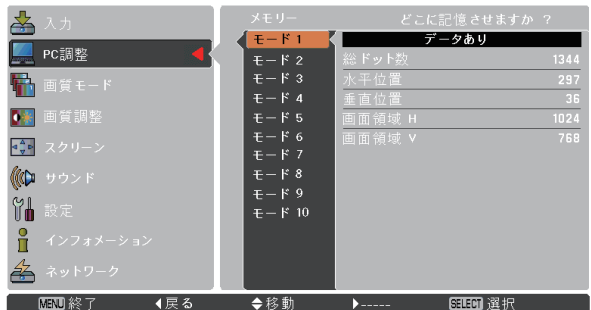 入力
PC調整
画質モード
画質調整
スクリーン
サウンド
設定
インフォメーション
ネットワーク
メモリー
モード 1
モード 2
モード 3
モード 4
モード 5
モード 6
モード 7
モード 8
モード 9
モード 10
どこに記憶させますか ?
データあり
総ドット数 1344
水平位置 297
垂直位置 36
画面領域 H 1024
画面領域 V 768
MENU 終了 戻る 移動 ----- SELECT 選択